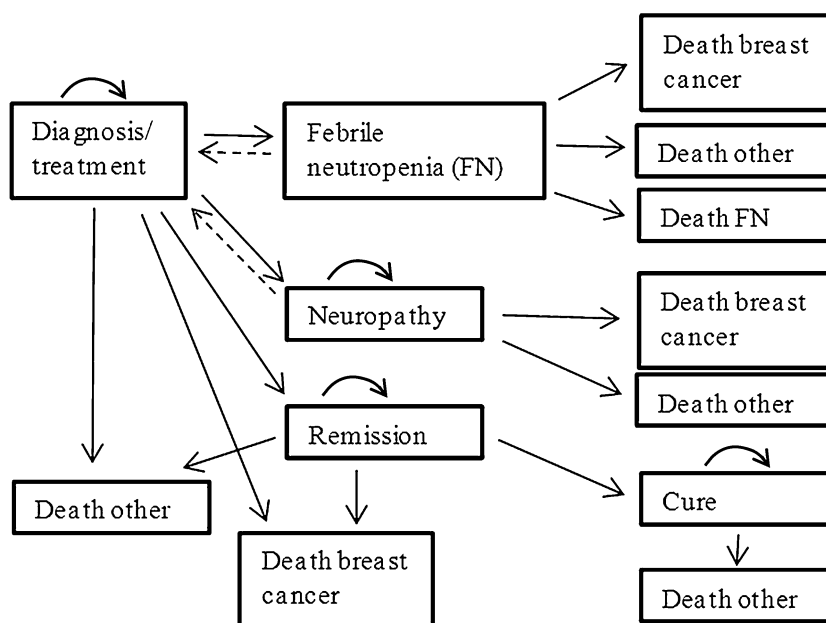 Diagnosis/
treatment
Febrile
neutropenia (FN)
Death breast
cancer
Death other
Death FN
Neuropathy
Death breast
cancer
Death other
Remission
Cure
Death other
Death breast
cancer
Death other